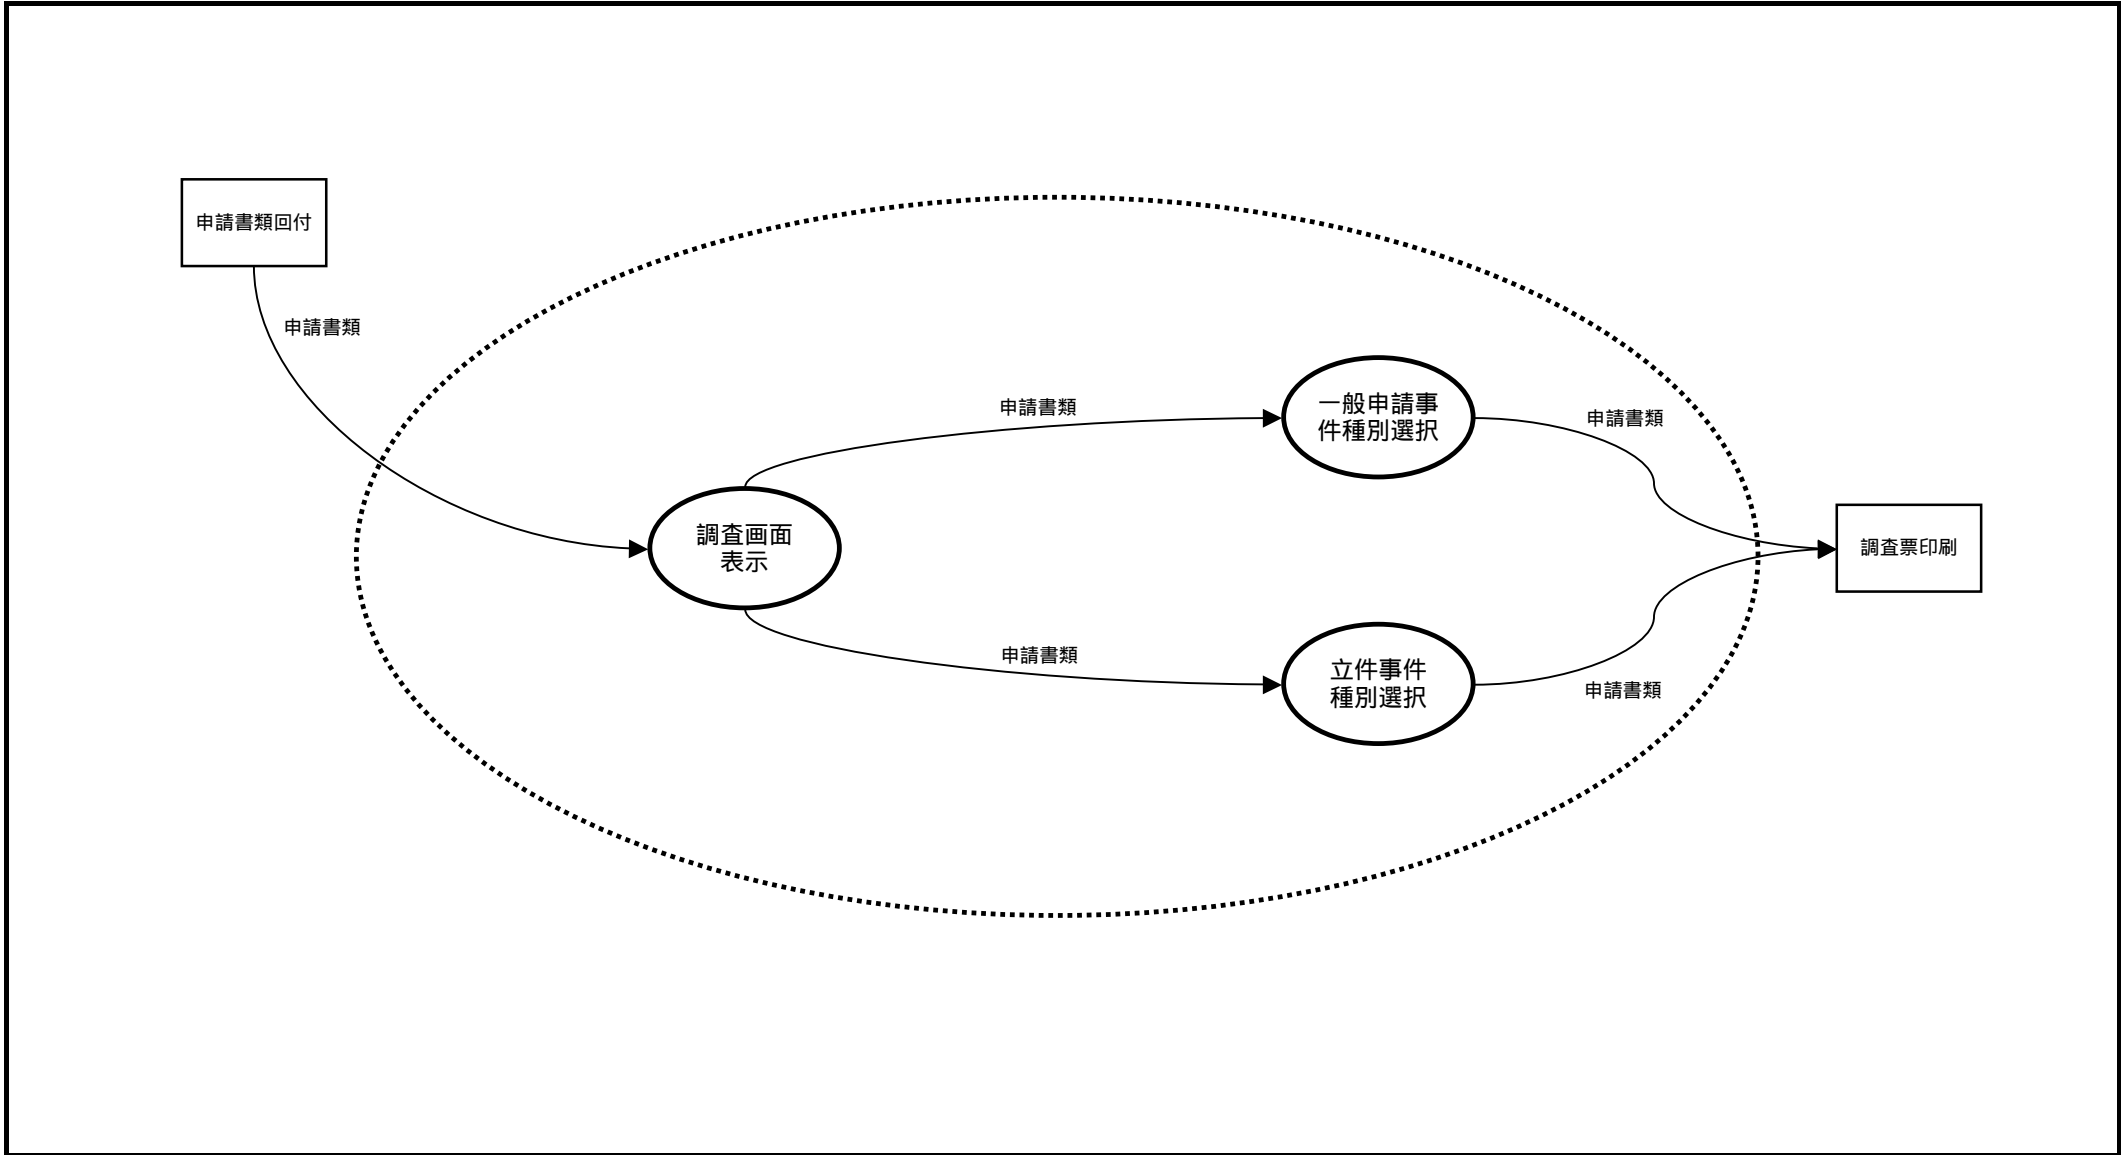 申請書類回付
申請書類
申請書類
一般申請事
件種別選択
申請書類
調査画面
表示
調査票印刷
申請書類
立件事件
種別選択
申請書類